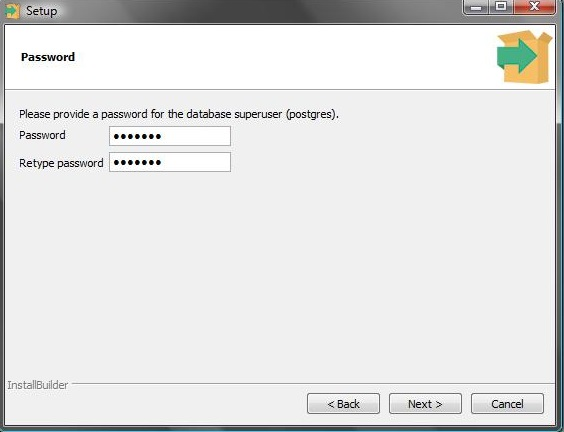 Setup
Password
Please provide a password for the database superuser (postgres).
Password •••••••
Retype password •••••••
InstallBuilder
< Back Next > Cancel